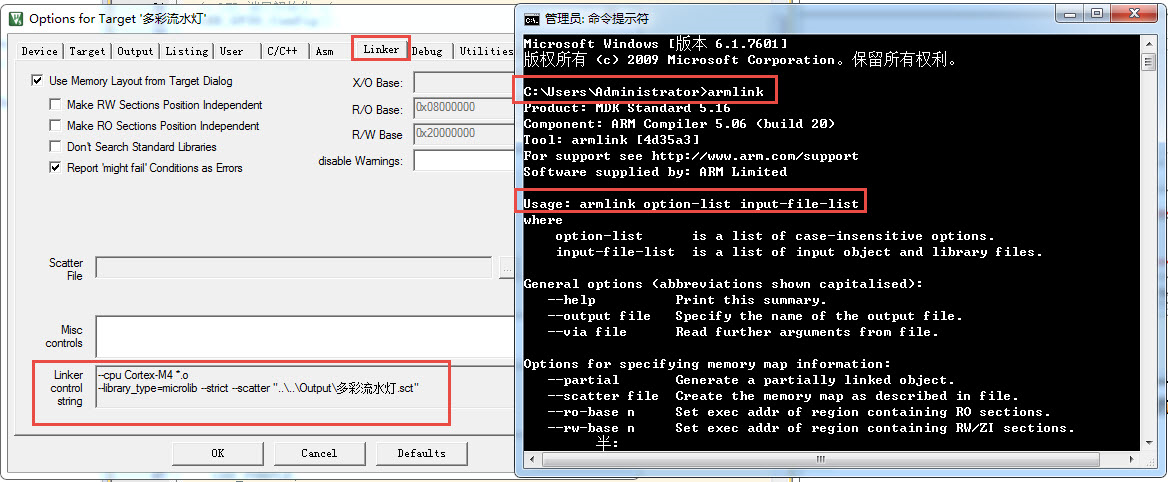 Options for Target '多彩流水灯'
Device
Target
Output
Listing
User
C/C++
Asm
Linker
Debug
Utilities
Use Memory Layout from Target Dialog
Make RW Sections Position Independent
Make RO Sections Position Independent
Don't Search Standard Libraries
Report 'might fail' Conditions as Errors
X/O Base:
R/O Base:
0x08000000
R/W Base
0x20000000
disable Warnings:
Scatter
File
...
Misc
controls
Linker
control
string
--cpu Cortex-M4 *.o
--library_type=microlib --strict --scatter "..\..\Output\多彩流水灯.sct"
OK
Cancel
Defaults
管理员: 命令提示符
Microsoft Windows [版本 6.1.7601]
版权所有 (c) 2009 Microsoft Corporation。保留所有权利。
C:\Users\Administrator>armlink
Product: MDK Standard 5.16
Component: ARM Compiler 5.06 (build 20)
Tool: armlink [4d35a3]
For support see http://www.arm.com/support
Software supplied by: ARM Limited
Usage: armlink option-list input-file-list
where
option-list is a list of case-insensitive options.
input-file-list is a list of input object and library files.
General options (abbreviations shown capitalised):
--help Print this summary.
--output file Specify the name of the output file.
--via file Read further arguments from file.
Options for specifying memory map information:
--partial Generate a partially linked object.
--scatter file Create the memory map as described in file.
--ro-base n Set exec addr of region containing RO sections.
--rw-base n Set exec addr of region containing RW/ZI sections.
半: